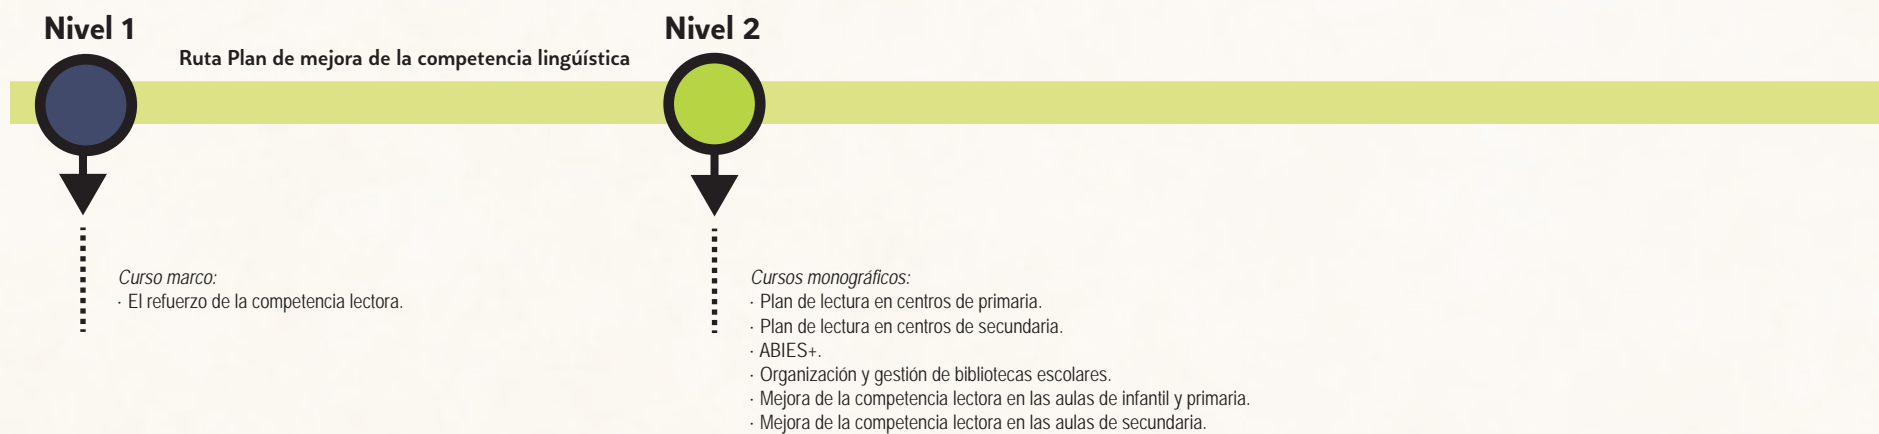 Nivel 1
Ruta Plan de mejora de la competencia lingúística
Nivel 2
Curso marco:
· El refuerzo de la competencia lectora.
Cursos monográficos:
· Plan de lectura en centros de primaria.
· Plan de lectura en centros de secundaria.
· ABIES+.
· Organización y gestión de bibliotecas escolares.
· Mejora de la competencia lectora en las aulas de infantil y primaria.
· Mejora de la competencia lectora en las aulas de secundaria.